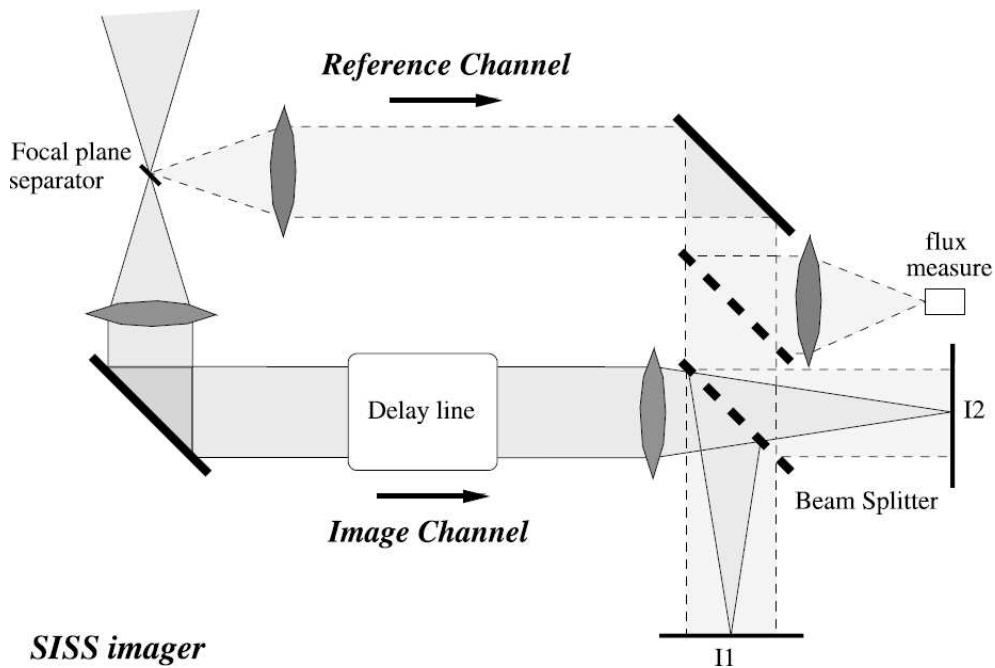 Reference Channel
Focal plane
separator
flux
measure
Delay line
I2
Beam Splitter
Image Channel
SISS imager
I1